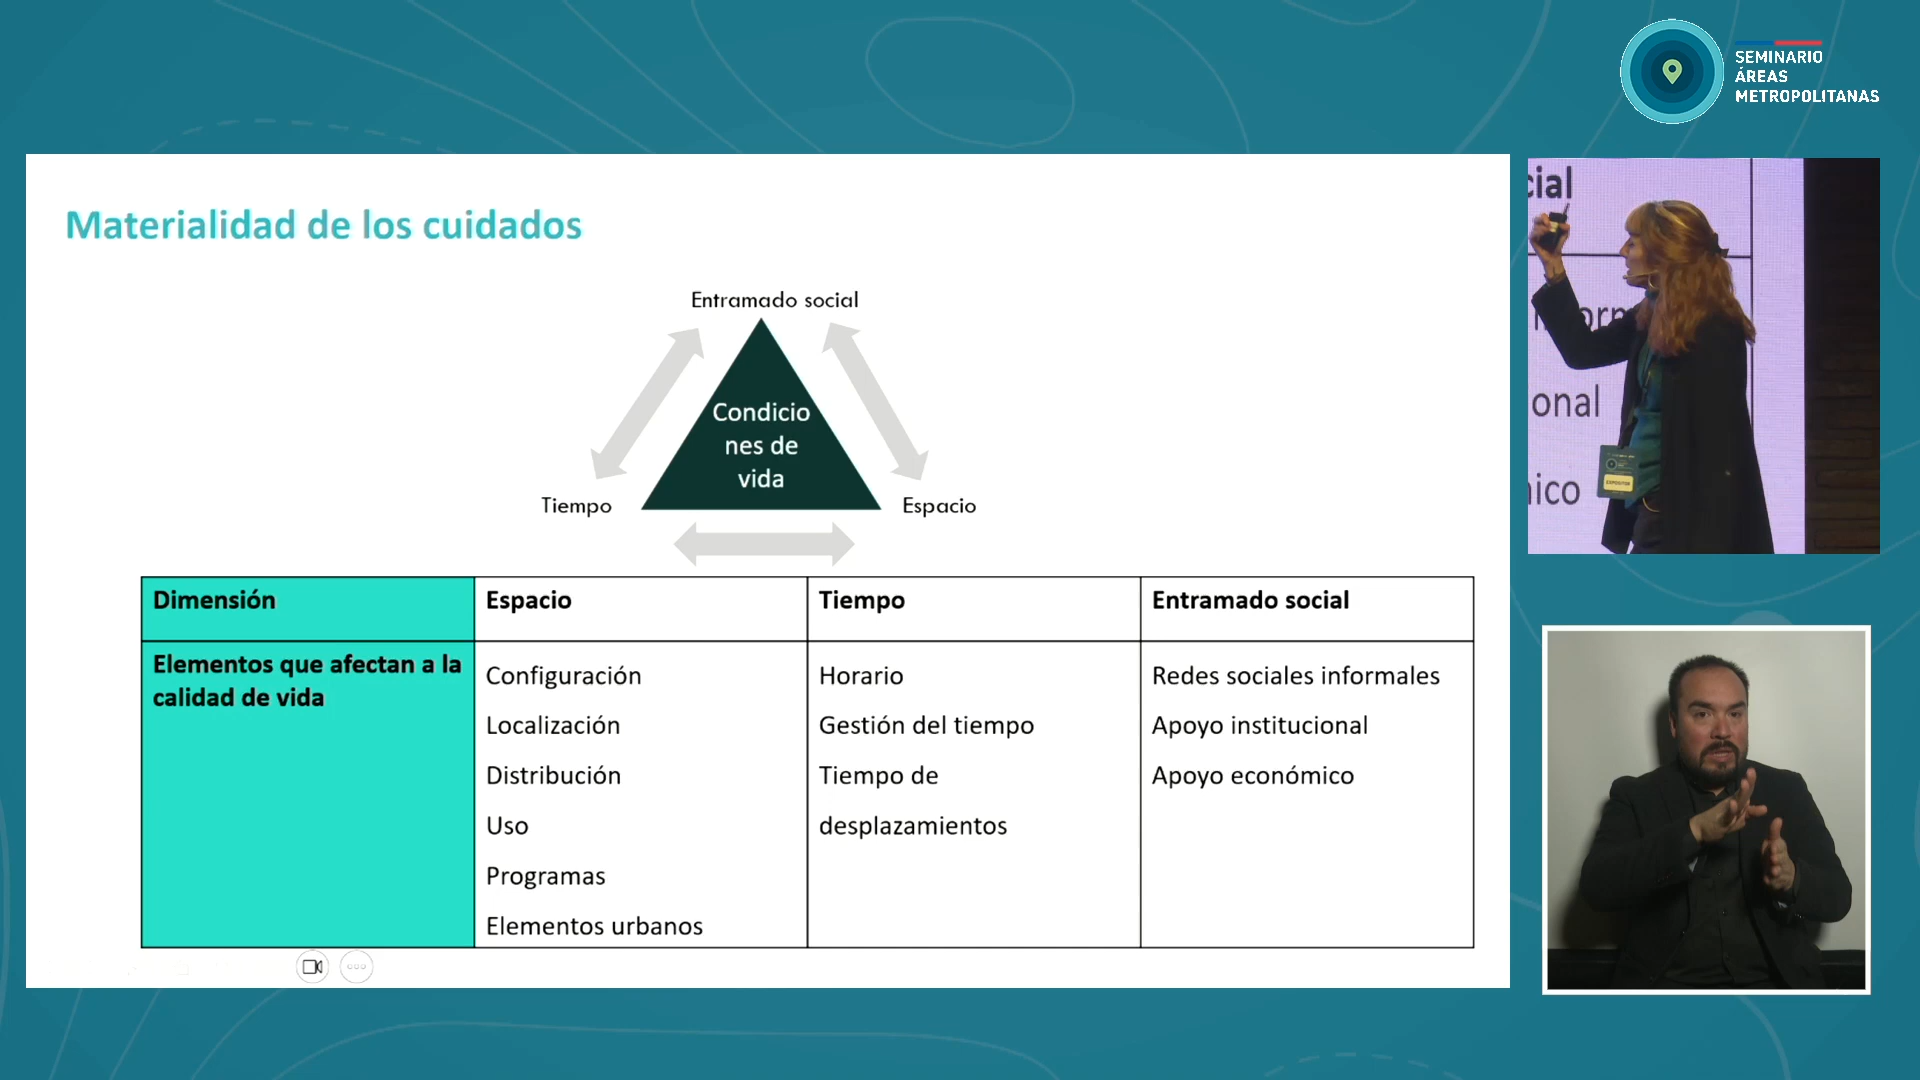 SEMINARIO
ÁREAS
METROPOLITANAS
Materialidad de los cuidados
Entramado social
Condicio
nes de
vida
Tiempo
Espacio
Dimensión
Espacio
Tiempo
Entramado social
Elementos que afectan a la
calidad de vida
Configuración
Localización
Distribución
Uso
Programas
Elementos urbanos
Horario
Gestión del tiempo
Tiempo de
desplazamientos
Redes sociales informales
Apoyo institucional
Apoyo económico
cial
onal
ico
EXPOSITOR